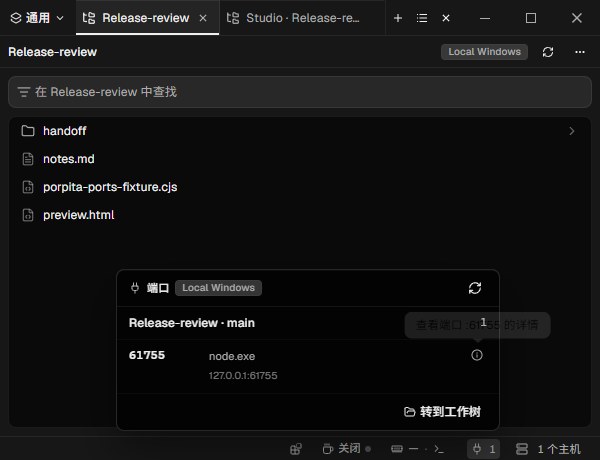 通用 Release-review Studio · Release-re...
Release-review Local Windows
在 Release-review 中查找
handoff
notes.md
porpita-ports-fixture.cjs
preview.html
端口 Local Windows
Release-review · main 1
查看端口 :61755 的详情
61755 node.exe
127.0.0.1:61755
转到工作树
关闭 1 1 个主机